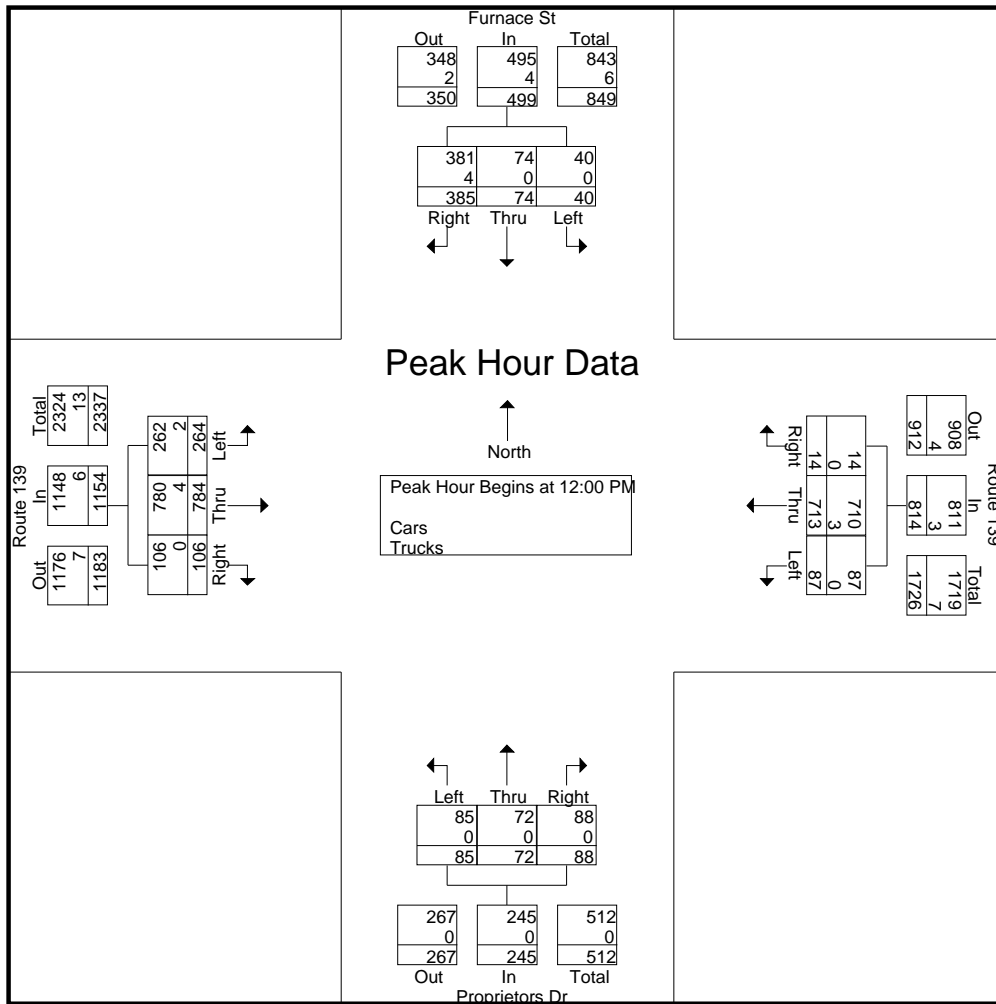 Furnace St
Out In Total
348 495 843
2 4 6
350 499 849
381 74 40
4 0 0
385 74 40
Right Thru Left
Peak Hour Data
North
Peak Hour Begins at 12:00 PM
Cars
Trucks
Route 139
Total In Out
2324 1148 1176
13 6 7
2337 1154 1183
262 780 106
2 4 0
264 784 106
Left Thru Right
Route 139
Out In Total
908 811 1719
4 3 7
912 814 1726
14 710 87
0 3 0
14 713 87
Right Thru Left
Left Thru Right
85 72 88
0 0 0
85 72 88
267 245 512
0 0 0
267 245 512
Out In Total
Proprietors Dr